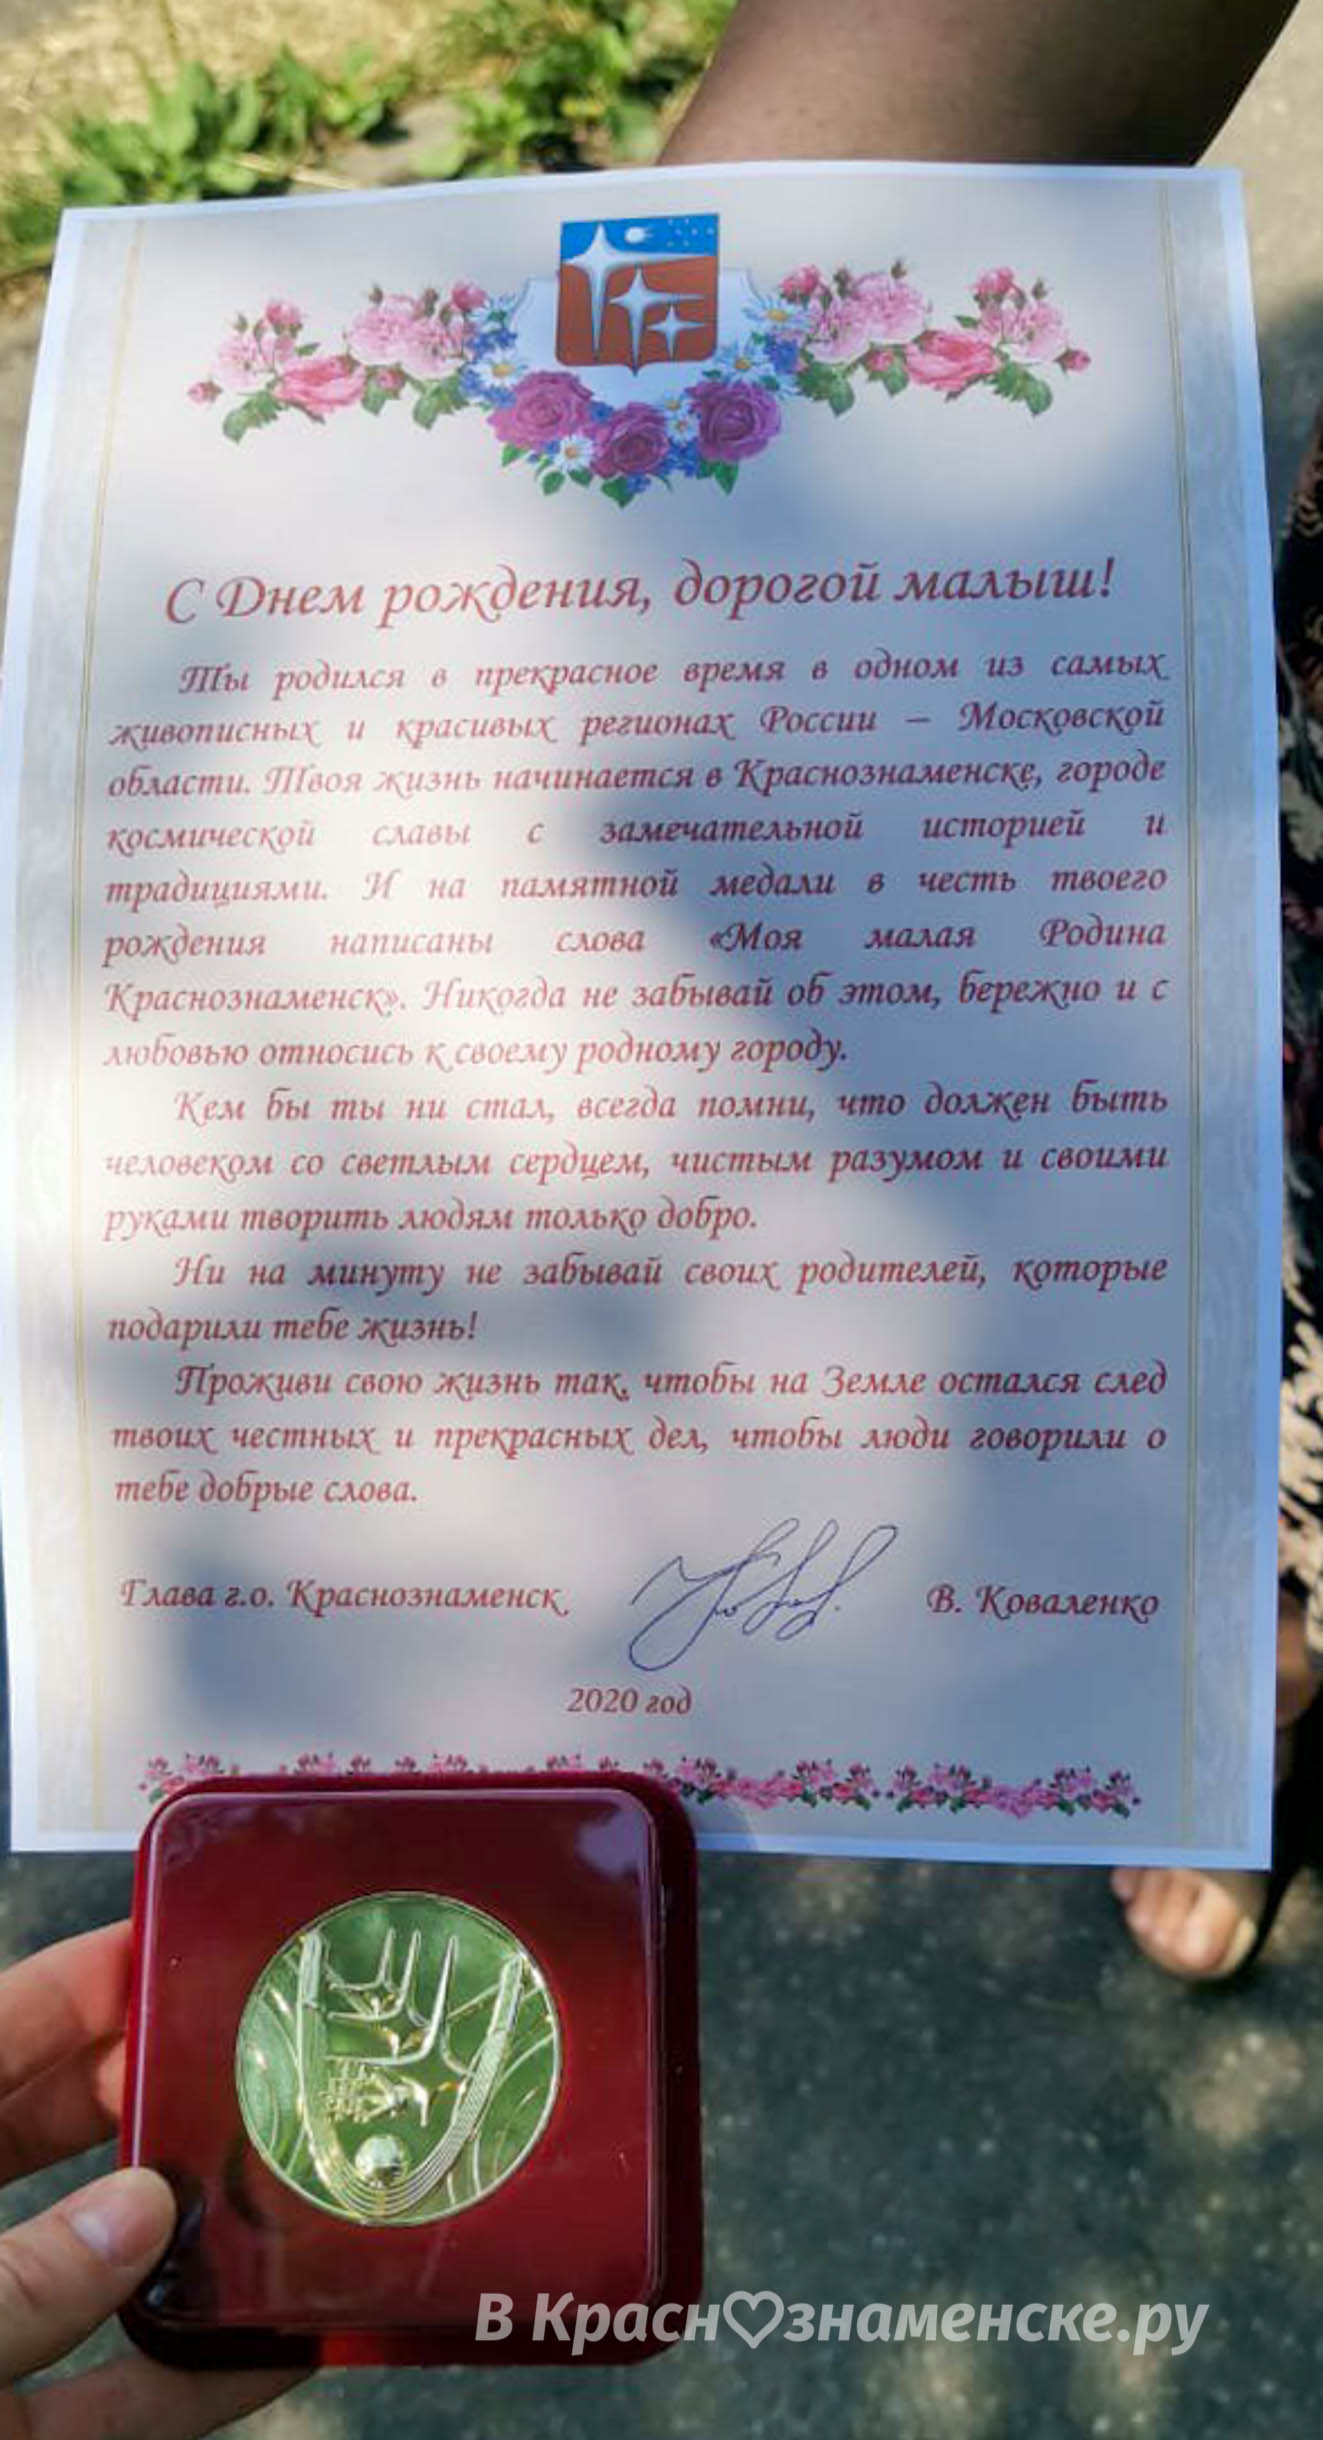 С Днем рождения, дорогой малыш!
Ты родился в прекрасное время в одном из самых
живописных и красивых регионах России – Московской
области. Твоя жизнь начинается в Краснознаменске, городе
космической славы с замечательной историей и
традициями. И на памятной медали в честь твоего
рождения написаны слова «Моя малая Родина
Краснознаменск». Никогда не забывай об этом, бережно и с
любовью относись к своему родному городу.
Кем бы ты ни стал, всегда помни, что должен быть
человеком со светлым сердцем, чистым разумом и своими
руками творить людям только добро.
Ни на минуту не забывай своих родителей, которые
подарили тебе жизнь!
Проживи свою жизнь так, чтобы на Земле остался след
твоих честных и прекрасных дел, чтобы люди говорили о
тебе добрые слова.
Глава г.о. Краснознаменск В. Коваленко
2020 год
В Красн♡знаменске.ру